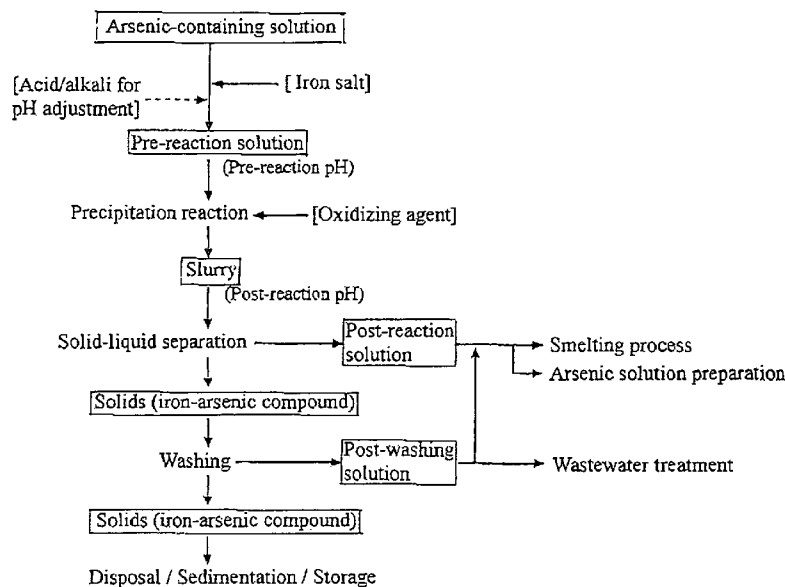 Arsenic-containing solution
[Acid/alkali for
pH adjustment]
[Iron salt]
Pre-reaction solution
(Pre-reaction pH)
Precipitation reaction
[Oxidizing agent]
Slurry
(Post-reaction pH)
Solid-liquid separation
Post-reaction
solution
Smelting process
Arsenic solution preparation
Solids (iron-arsenic compound)
Washing
Post-washing
solution
Wastewater treatment
Solids (iron-arsenic compound)
Disposal / Sedimentation / Storage